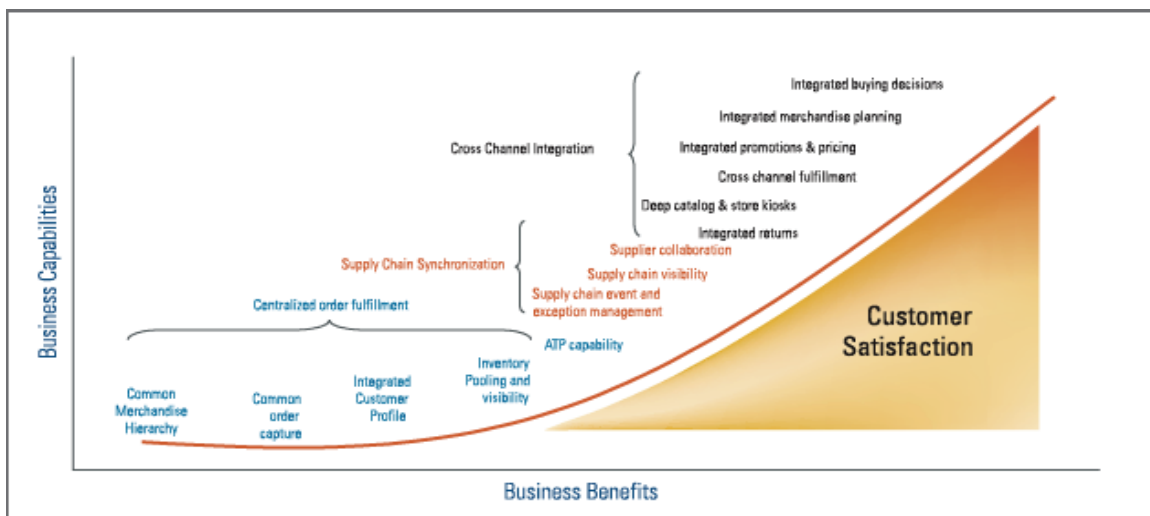 Integrated buying decisions
Integrated merchandise planning
Cross Channel Integration
Integrated promotions & pricing
Cross channel fulfillment
Deep catalog & store kiosks
Integrated returns
Supplier collaboration
Supply Chain Synchronization
Supply chain visibility
Supply chain event and
exception management
Centralized order fulfillment
ATP capability
Inventory
Pooling and
visibility
Integrated
Customer
Profile
Common
order
capture
Common
Merchandise
Hierarchy
Customer
Satisfaction
Business Capabilities
Business Benefits